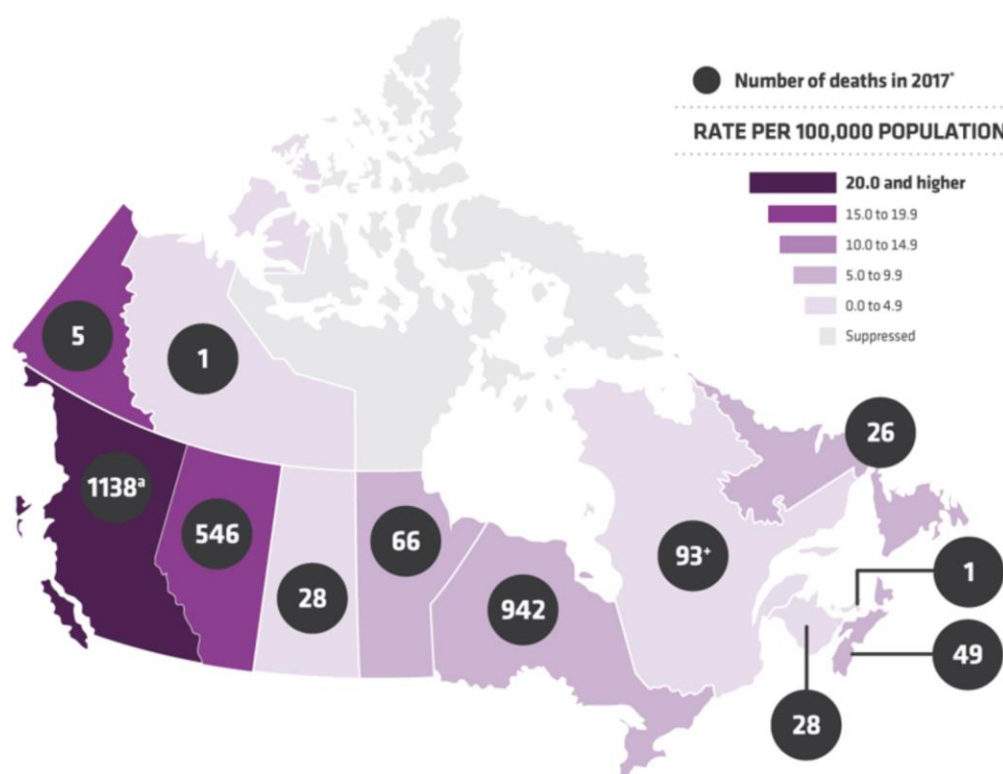 Number of deaths in 2017*
RATE PER 100,000 POPULATION
20.0 and higher
15.0 to 19.9
10.0 to 14.9
5.0 to 9.9
0.0 to 4.9
Suppressed
5
1
1138ª
546
28
66
942
93⁺
26
1
49
28